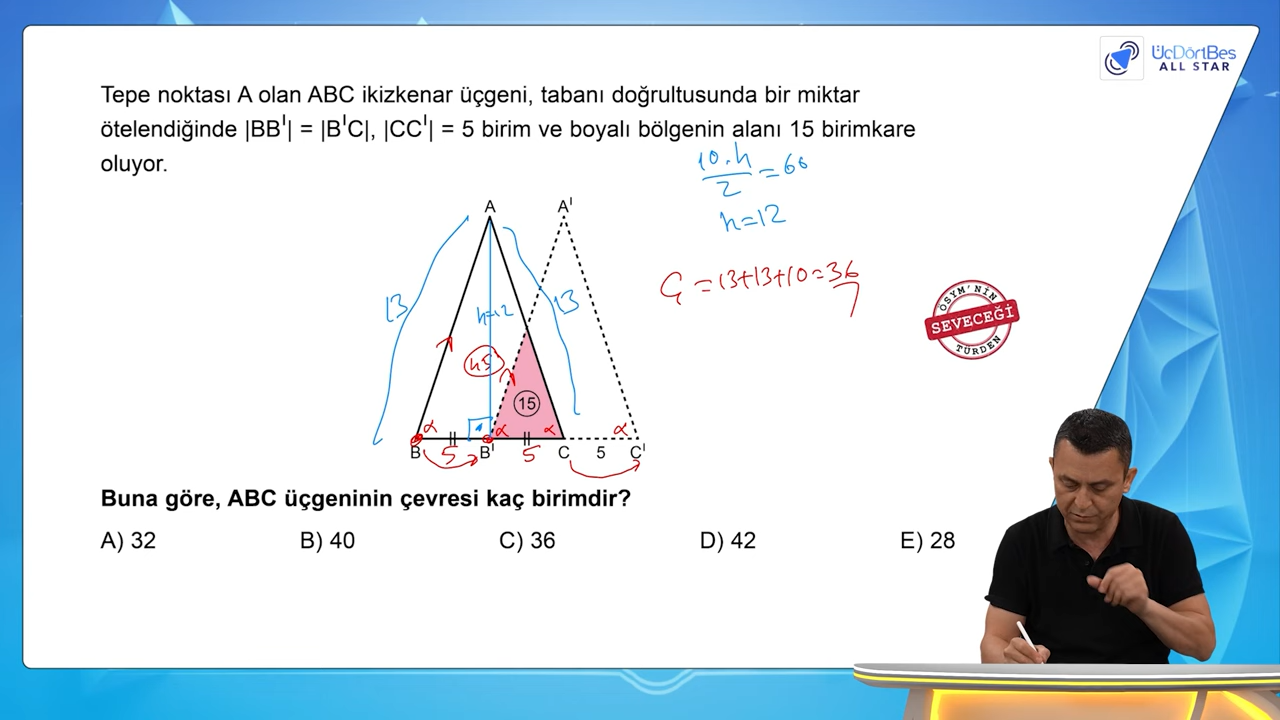 ÜçDörtBeş
ALL STAR
Tepe noktası A olan ABC ikizkenar üçgeni, tabanı doğrultusunda bir miktar
ötelendiğinde |BB'| = |B'C|, |CC'| = 5 birim ve boyalı bölgenin alanı 15 birimkare
oluyor.
10.h
2
=60
h=12
Ç = 13+13+10=36
A A'
13 h=12 13
45
15
α α α α
B B' C 5 C'
5 5
ÖSYM'NİN
SEVECEĞİ
TÜRDEN
Buna göre, ABC üçgeninin çevresi kaç birimdir?
A) 32 B) 40 C) 36 D) 42 E) 28